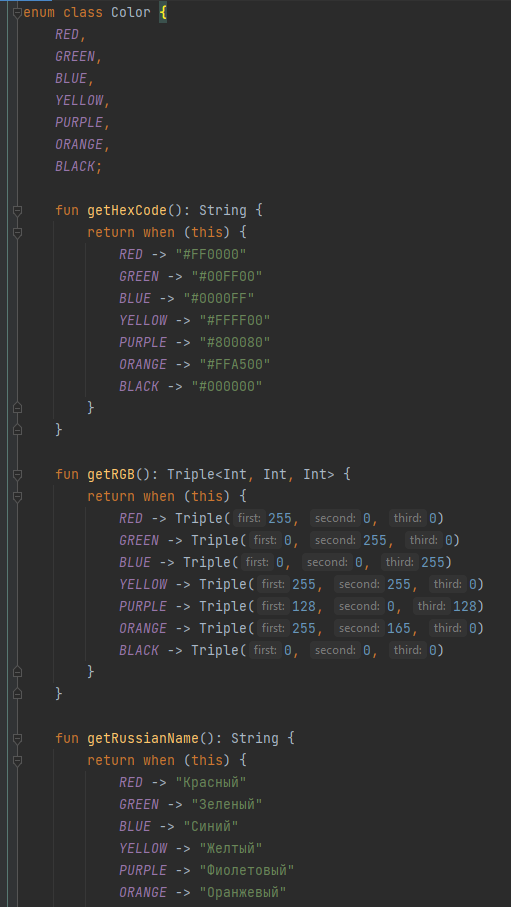 enum class Color {
RED,
GREEN,
BLUE,
YELLOW,
PURPLE,
ORANGE,
BLACK;
fun getHexCode(): String {
return when (this) {
RED -> "#FF0000"
GREEN -> "#00FF00"
BLUE -> "#0000FF"
YELLOW -> "#FFFF00"
PURPLE -> "#800080"
ORANGE -> "#FFA500"
BLACK -> "#000000"
}
}
fun getRGB(): Triple<Int, Int, Int> {
return when (this) {
RED -> Triple( first: 255, second: 0, third: 0)
GREEN -> Triple( first: 0, second: 255, third: 0)
BLUE -> Triple( first: 0, second: 0, third: 255)
YELLOW -> Triple( first: 255, second: 255, third: 0)
PURPLE -> Triple( first: 128, second: 0, third: 128)
ORANGE -> Triple( first: 255, second: 165, third: 0)
BLACK -> Triple( first: 0, second: 0, third: 0)
}
}
fun getRussianName(): String {
return when (this) {
RED -> "Красный"
GREEN -> "Зеленый"
BLUE -> "Синий"
YELLOW -> "Желтый"
PURPLE -> "Фиолетовый"
ORANGE -> "Оранжевый"